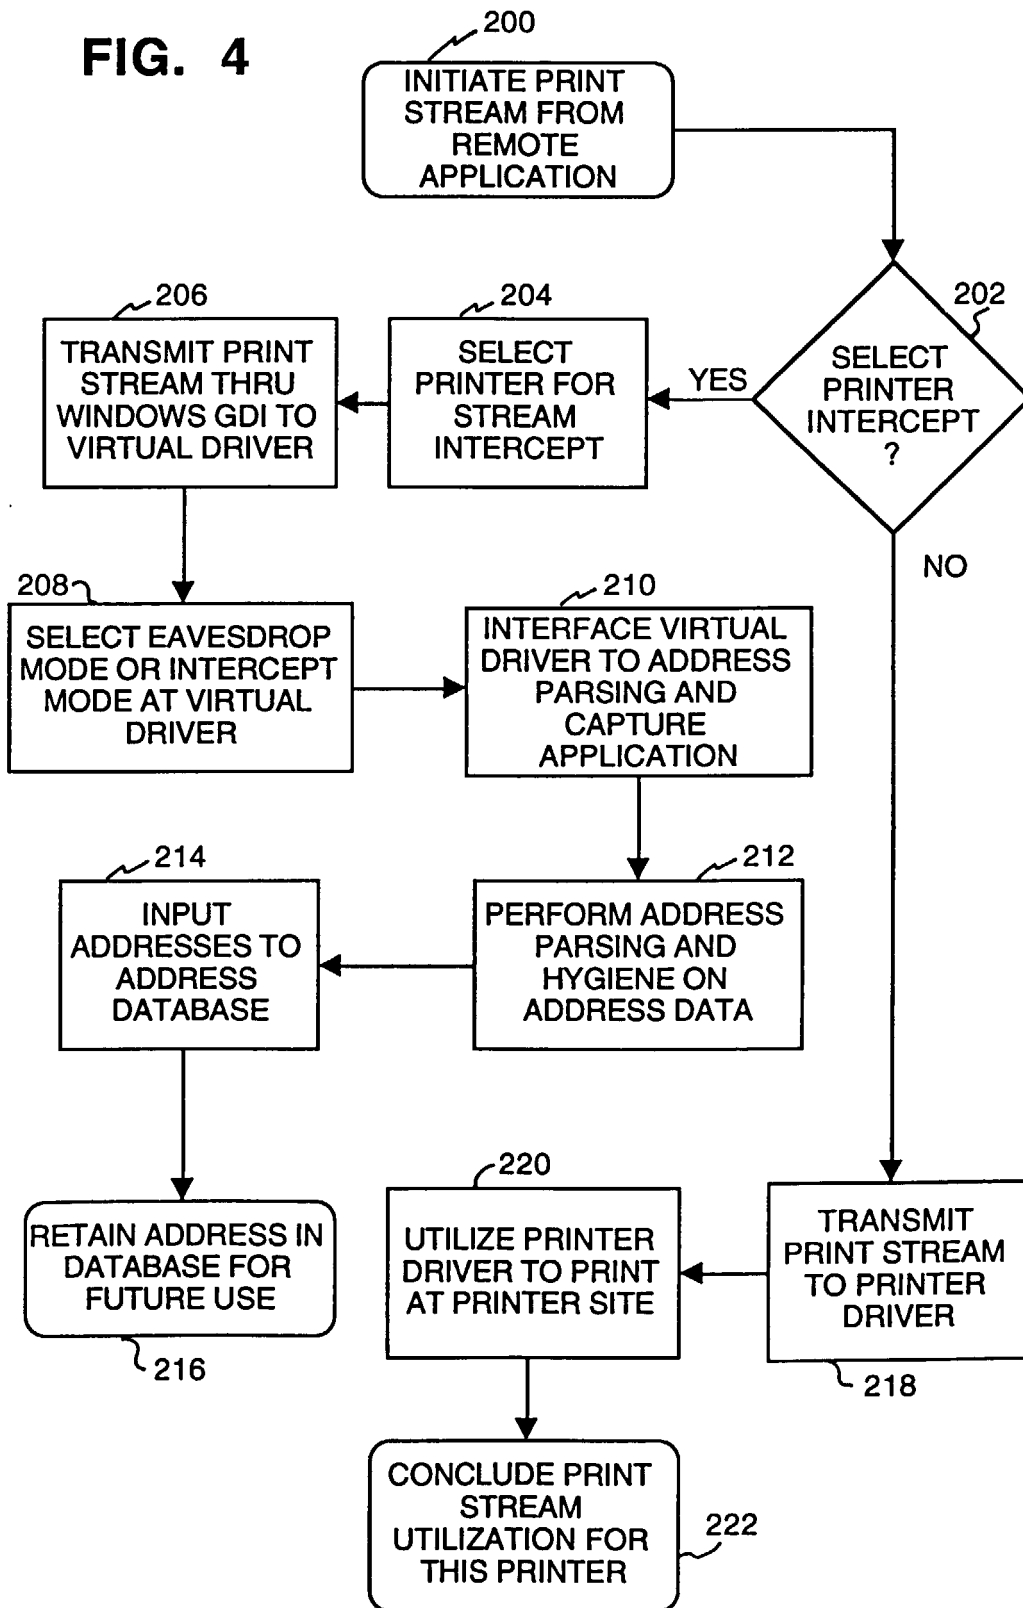 FIG. 4
200
INITIATE PRINT
STREAM FROM
REMOTE
APPLICATION
202
SELECT
PRINTER
INTERCEPT
?
YES
NO
204
SELECT
PRINTER FOR
STREAM
INTERCEPT
206
TRANSMIT PRINT
STREAM THRU
WINDOWS GDI TO
VIRTUAL DRIVER
208
SELECT EAVESDROP
MODE OR INTERCEPT
MODE AT VIRTUAL
DRIVER
210
INTERFACE VIRTUAL
DRIVER TO ADDRESS
PARSING AND
CAPTURE
APPLICATION
212
PERFORM ADDRESS
PARSING AND
HYGIENE ON
ADDRESS DATA
214
INPUT
ADDRESSES TO
ADDRESS
DATABASE
RETAIN ADDRESS IN
DATABASE FOR
FUTURE USE
216
TRANSMIT
PRINT STREAM
TO PRINTER
DRIVER
218
220
UTILIZE PRINTER
DRIVER TO PRINT
AT PRINTER SITE
CONCLUDE PRINT
STREAM
UTILIZATION FOR
THIS PRINTER
222